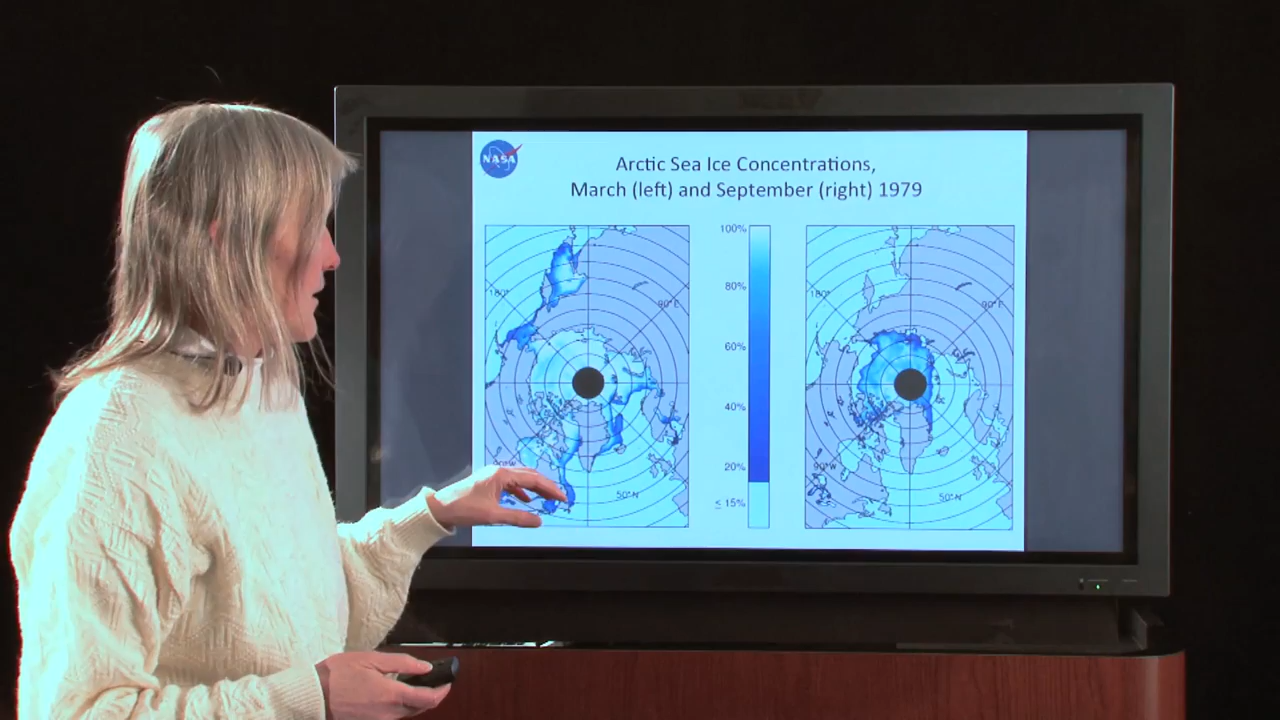 NASA
Arctic Sea Ice Concentrations,
March (left) and September (right) 1979
100%
80%
60%
40%
20%
≤ 15%
180°
90°E
90°W
50°N
180°
90°E
90°W
50°N